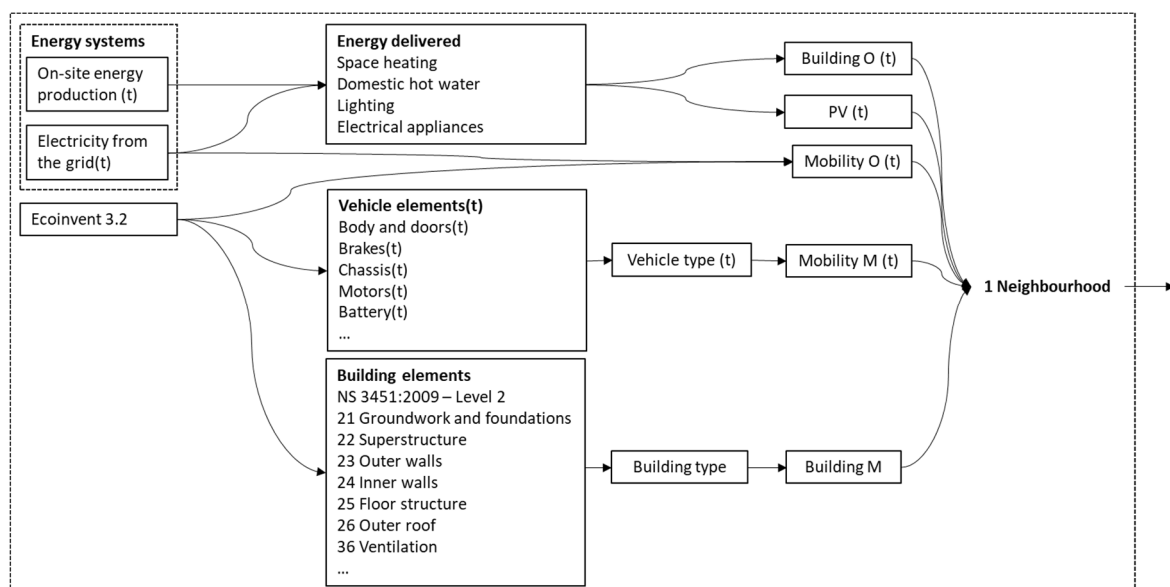 Energy systems
On-site energy
production (t)
Electricity from
the grid(t)
Ecoinvent 3.2
Energy delivered
Space heating
Domestic hot water
Lighting
Electrical appliances
Vehicle elements(t)
Body and doors(t)
Brakes(t)
Chassis(t)
Motors(t)
Battery(t)
...
Building elements
NS 3451:2009 – Level 2
21 Groundwork and foundations
22 Superstructure
23 Outer walls
24 Inner walls
25 Floor structure
26 Outer roof
36 Ventilation
...
Vehicle type (t)
Building type
Building O (t)
PV (t)
Mobility O (t)
Mobility M (t)
Building M
1 Neighbourhood